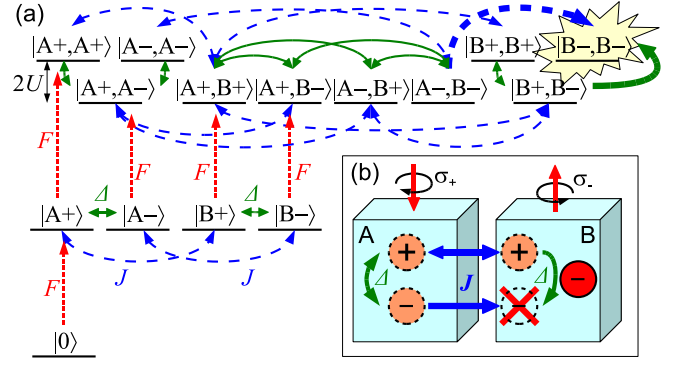 (a)
|A+,A+⟩ |A−,A−⟩ |B+,B+⟩ |B−,B−⟩
2U
|A+,A−⟩ |A+,B+⟩ |A+,B−⟩ |A−,B+⟩ |A−,B−⟩ |B+,B−⟩
F F F F
|A+⟩ Δ |A−⟩ |B+⟩ Δ |B−⟩
J J
F
|0⟩
(b)
σ+ σ-
A B
+ +
Δ J Δ −
− −